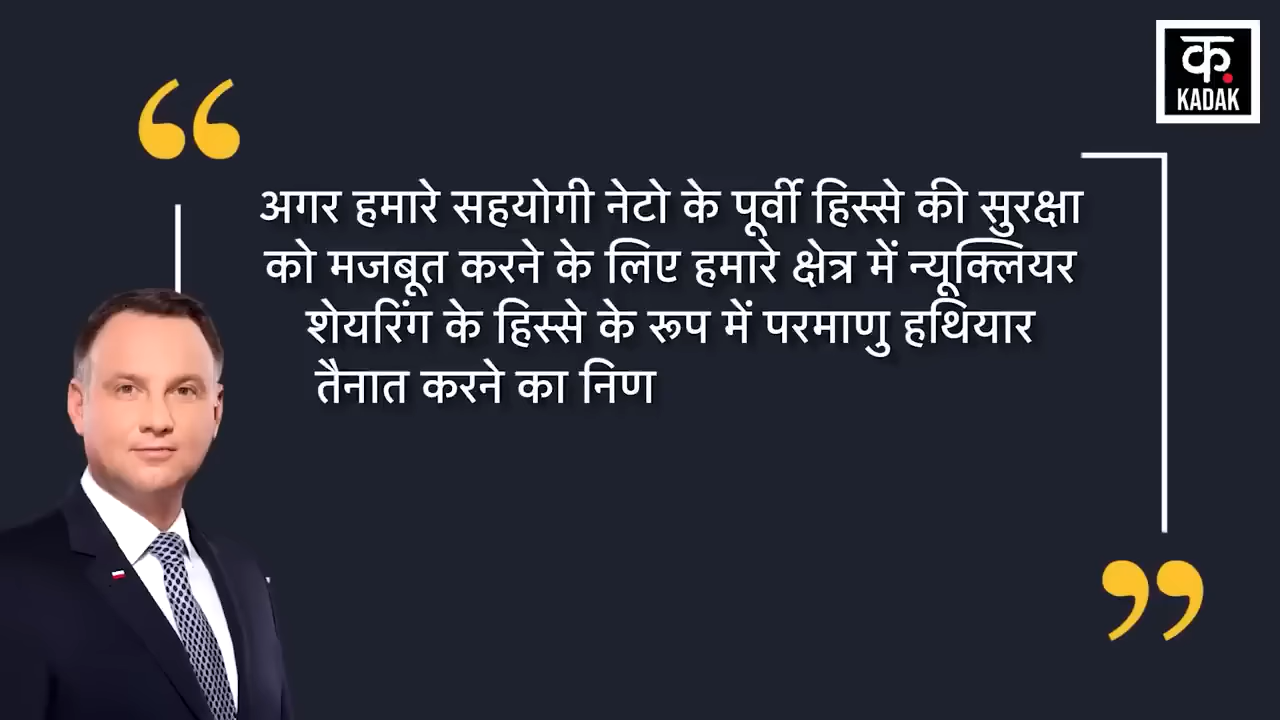 क.
KADAK
अगर हमारे सहयोगी नेटो के पूर्वी हिस्से की सुरक्षा
को मजबूत करने के लिए हमारे क्षेत्र में न्यूक्लियर
शेयरिंग के हिस्से के रूप में परमाणु हथियार
तैनात करने का निण